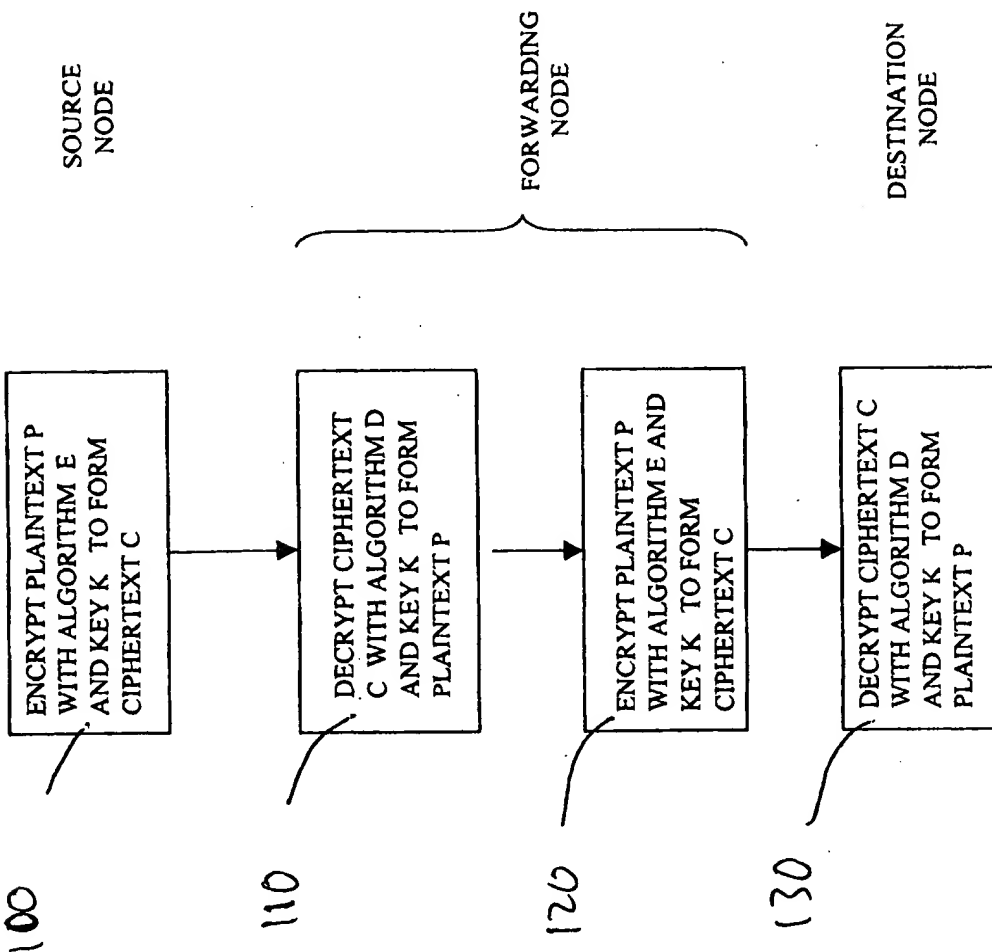 100
ENCRYPT PLAINTEXT P
WITH ALGORITHM E
AND KEY K TO FORM
CIPHERTEXT C
SOURCE
NODE
110
DECRYPT CIPHERTEXT
C WITH ALGORITHM D
AND KEY K TO FORM
PLAINTEXT P
120
ENCRYPT PLAINTEXT P
WITH ALGORITHM E AND
KEY K TO FORM
CIPHERTEXT C
FORWARDING
NODE
130
DECRYPT CIPHERTEXT C
WITH ALGORITHM D
AND KEY K TO FORM
PLAINTEXT P
DESTINATION
NODE